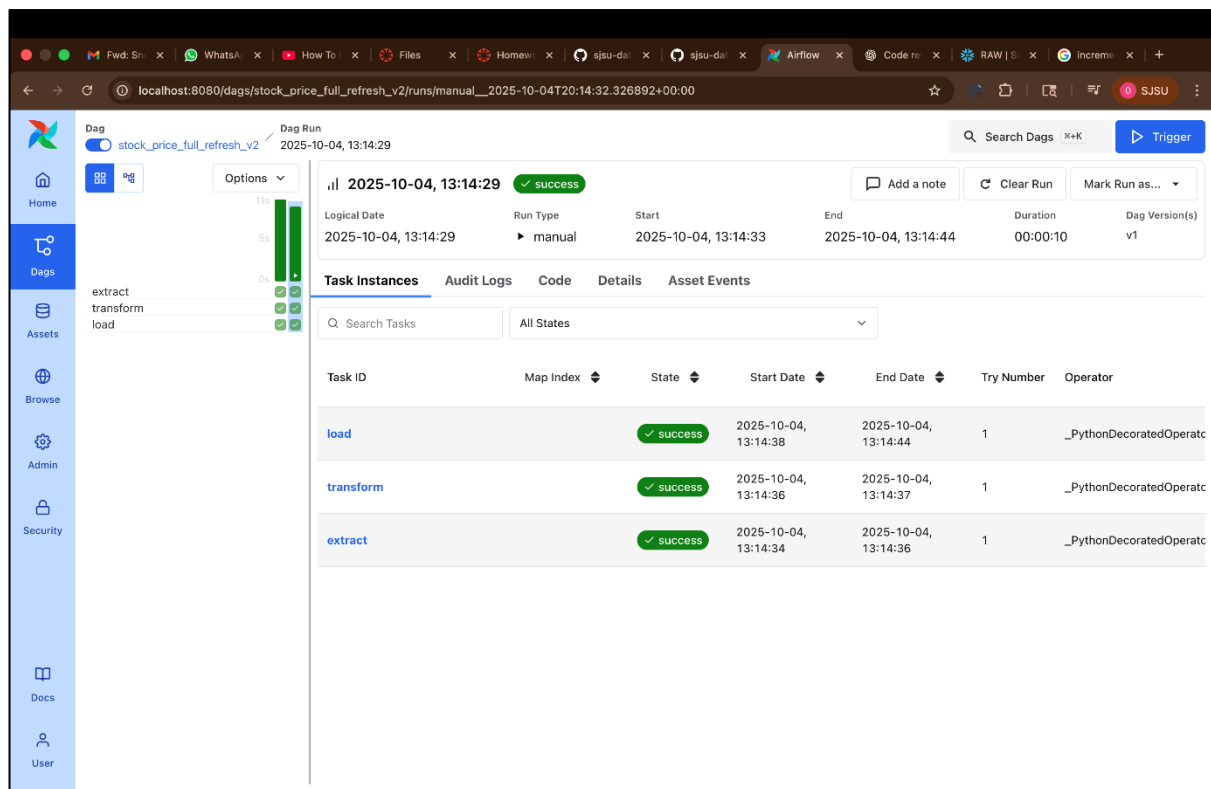 Fwd: Sn WhatsA How To Files Homew sjsu-dat sjsu-dat Airflow Code re RAW | S increme
localhost:8080/dags/stock_price_full_refresh_v2/runs/manual__2025-10-04T20:14:32.326892+00:00 0 SJSU
Dag / Dag Run
stock_price_full_refresh_v2 2025-10-04, 13:14:29
Search Dags ⌘+K Trigger
Home
Dags
Assets
Browse
Admin
Security
Docs
User
Options
11s
5s
0s
extract
transform
load
2025-10-04, 13:14:29 success
Add a note Clear Run Mark Run as...
Logical Date Run Type Start End Duration Dag Version(s)
2025-10-04, 13:14:29 manual 2025-10-04, 13:14:33 2025-10-04, 13:14:44 00:00:10 v1
Task Instances Audit Logs Code Details Asset Events
Search Tasks All States
Task ID Map Index State Start Date End Date Try Number Operator
load success 2025-10-04, 13:14:38 2025-10-04, 13:14:44 1 _PythonDecoratedOperatc
transform success 2025-10-04, 13:14:36 2025-10-04, 13:14:37 1 _PythonDecoratedOperatc
extract success 2025-10-04, 13:14:34 2025-10-04, 13:14:36 1 _PythonDecoratedOperatc